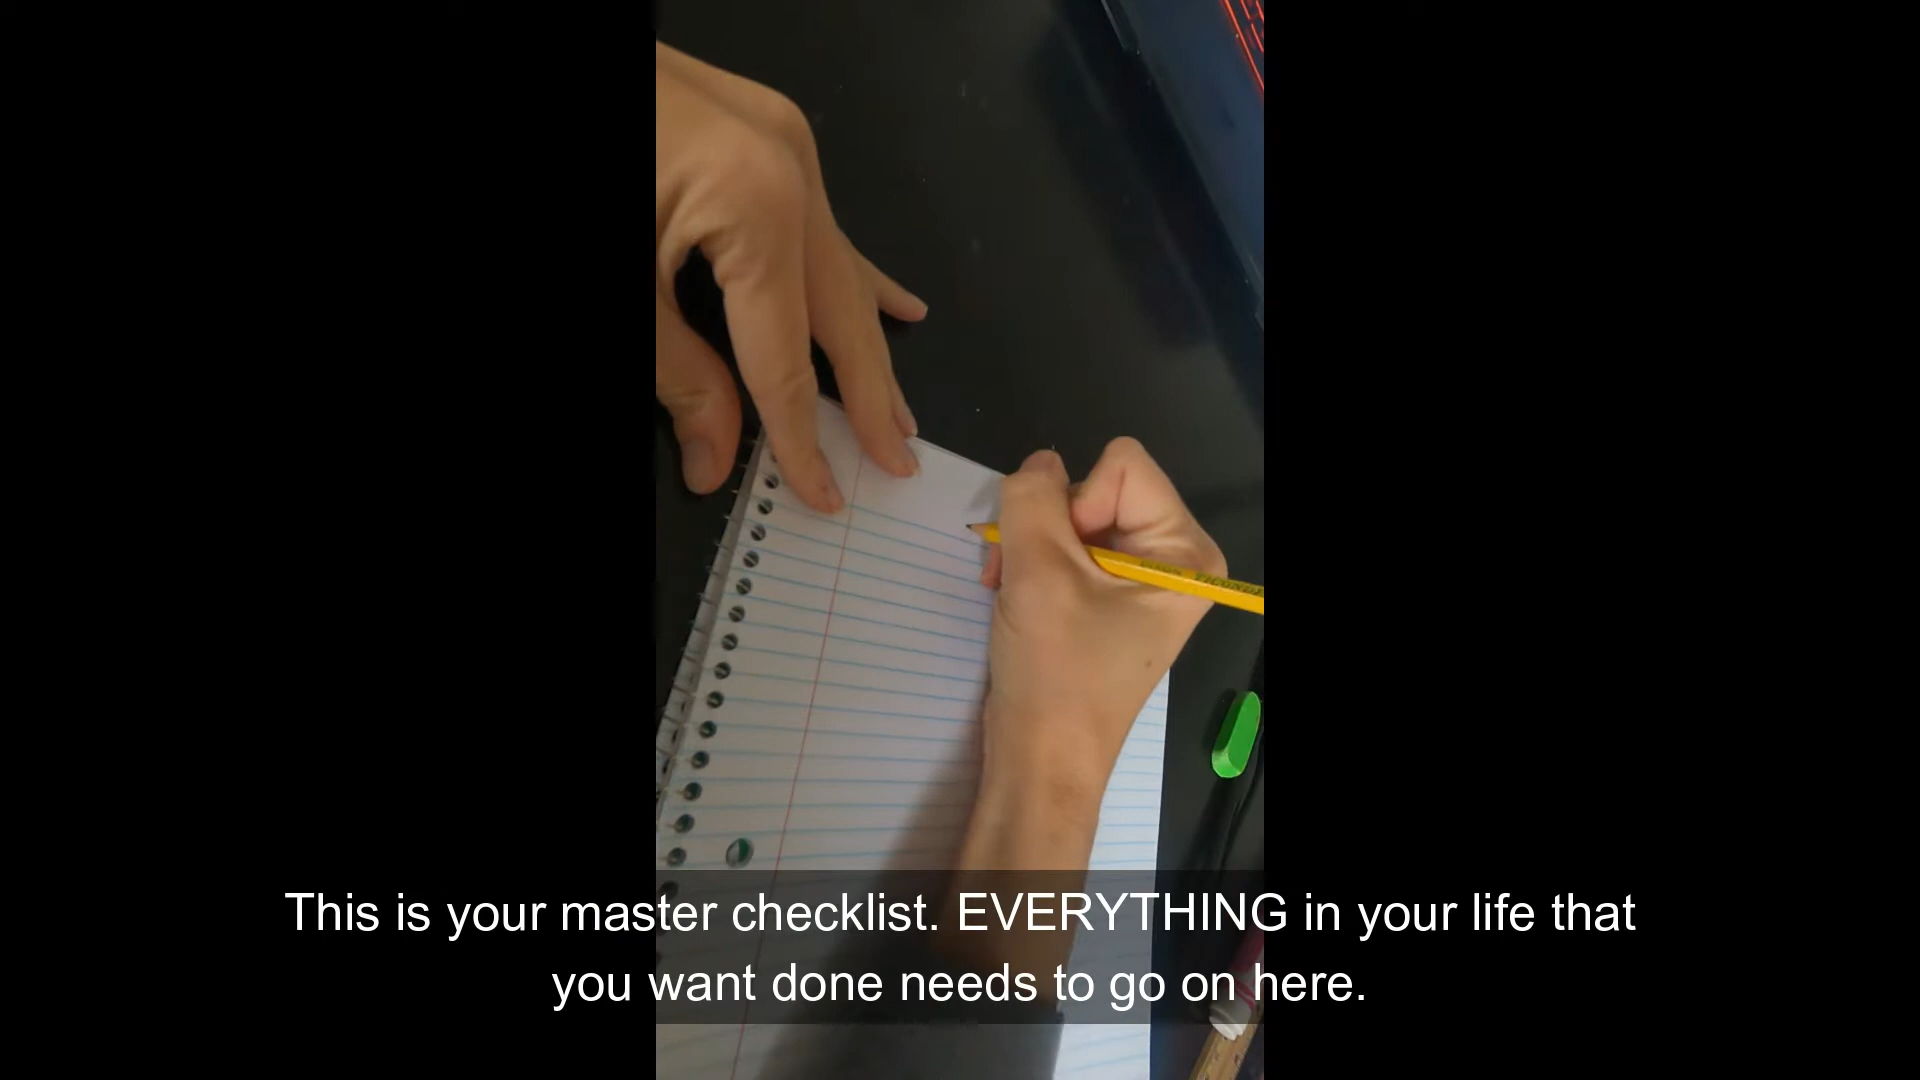 This is your master checklist. EVERYTHING in your life that
you want done needs to go on here.